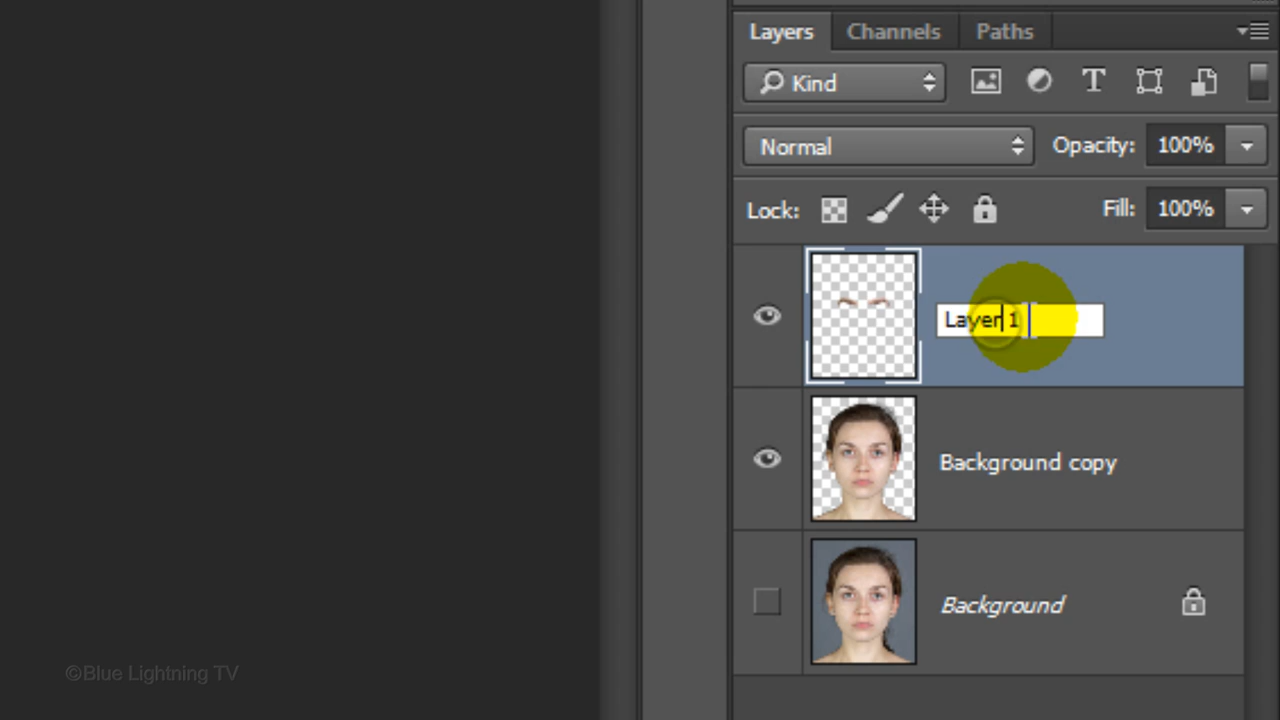 Layers Channels Paths
Kind
Normal Opacity: 100%
Lock: Fill: 100%
Layer 1
Background copy
Background
©Blue Lightning TV